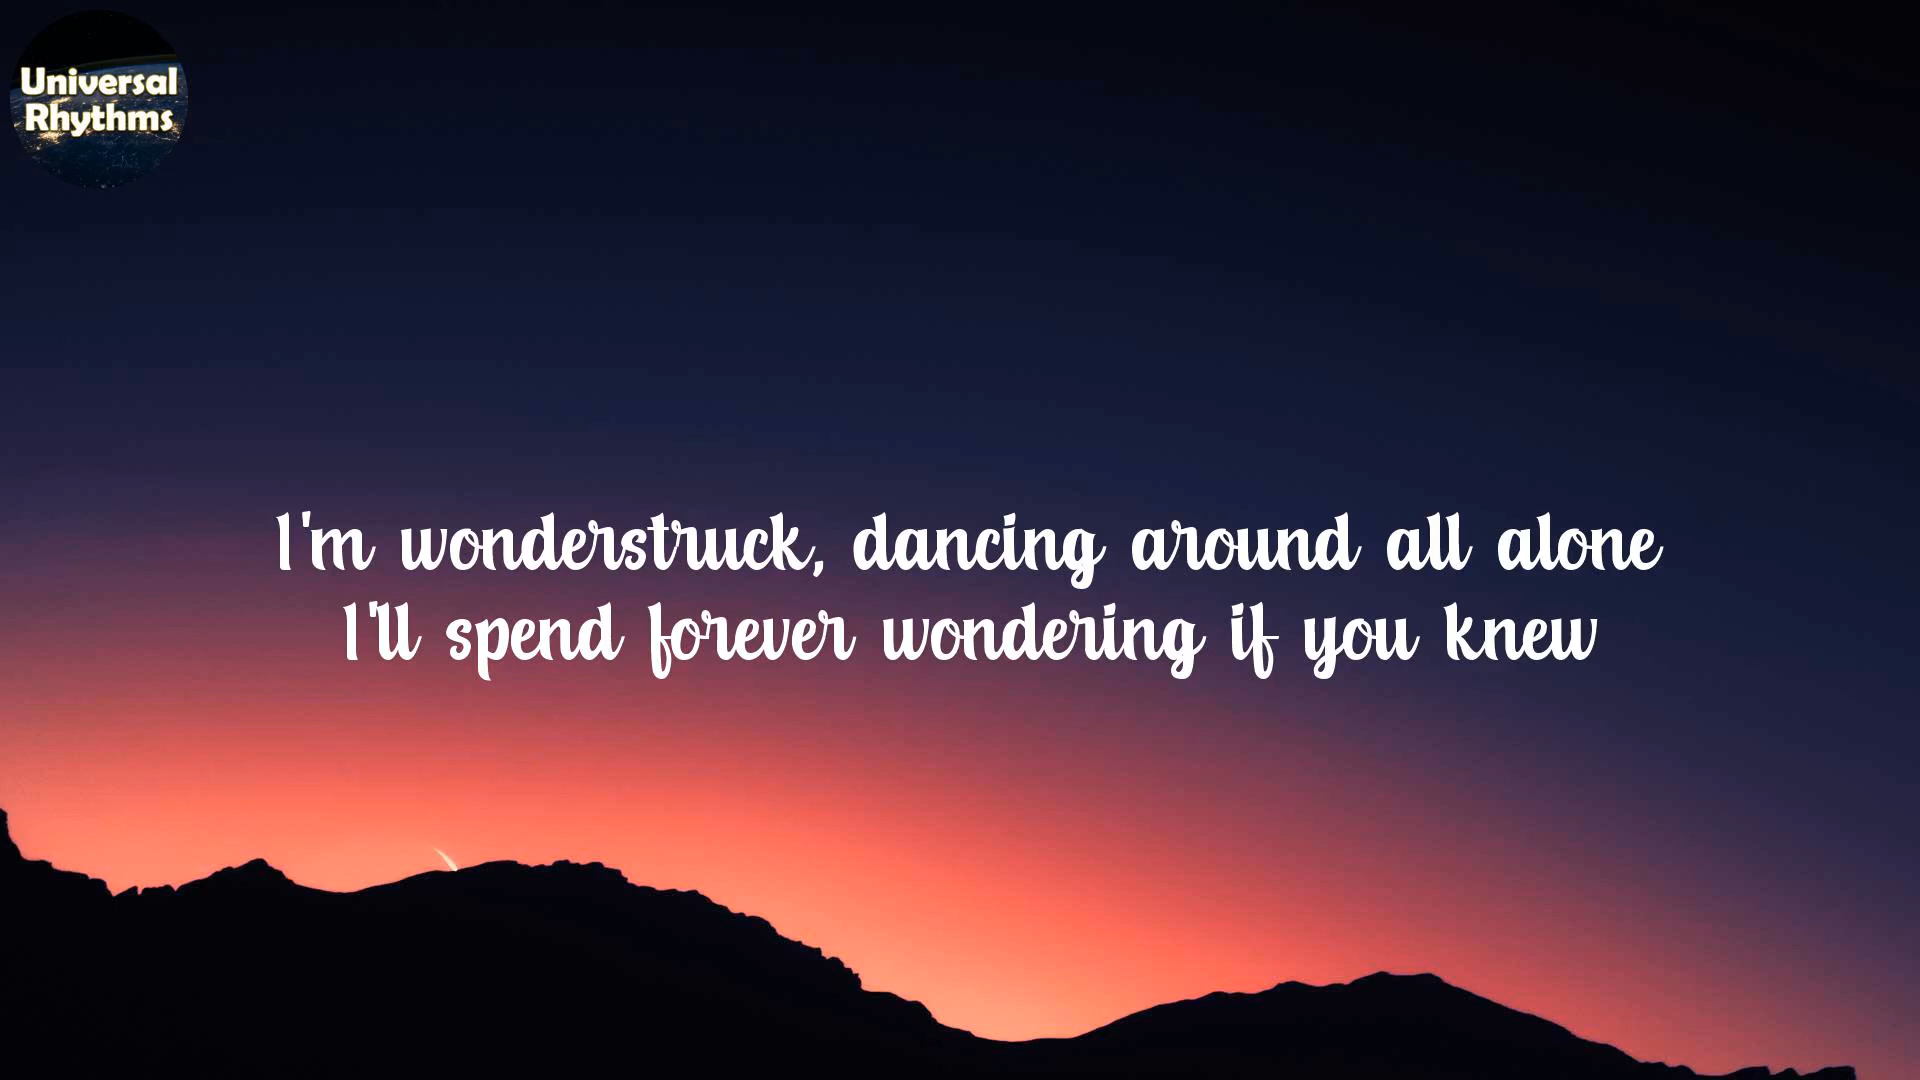 Universal
Rhythms
I'm wonderstruck, dancing around all alone
I'll spend forever wondering if you knew